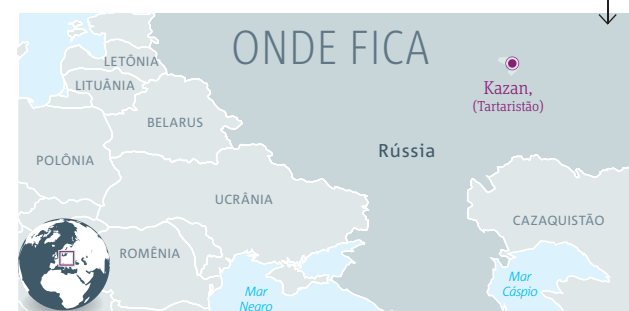 ONDE FICA
LETÔNIA
LITUÂNIA
Kazan,
(Tartaristão)
BELARUS
Rússia
POLÔNIA
UCRÂNIA
CAZAQUISTÃO
ROMÊNIA
Mar
Cáspio
Mar
Negro